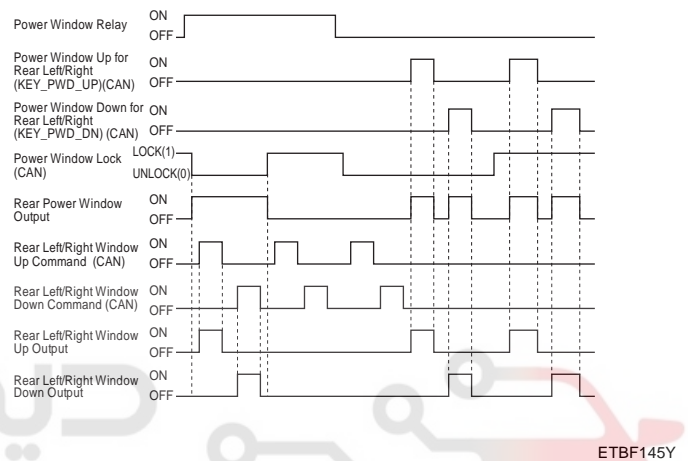 Power Window Relay
ON
OFF
Power Window Up for
Rear Left/Right
(KEY_PWD_UP)(CAN)
ON
OFF
Power Window Down for
Rear Left/Right
(KEY_PWD_DN) (CAN)
ON
OFF
Power Window Lock
(CAN)
LOCK(1)
UNLOCK(0)
Rear Power Window
Output
ON
OFF
Rear Left/Right Window
Up Command (CAN)
ON
OFF
Rear Left/Right Window
Down Command (CAN)
ON
OFF
Rear Left/Right Window
Up Output
ON
OFF
Rear Left/Right Window
Down Output
ON
OFF
ETBF145Y